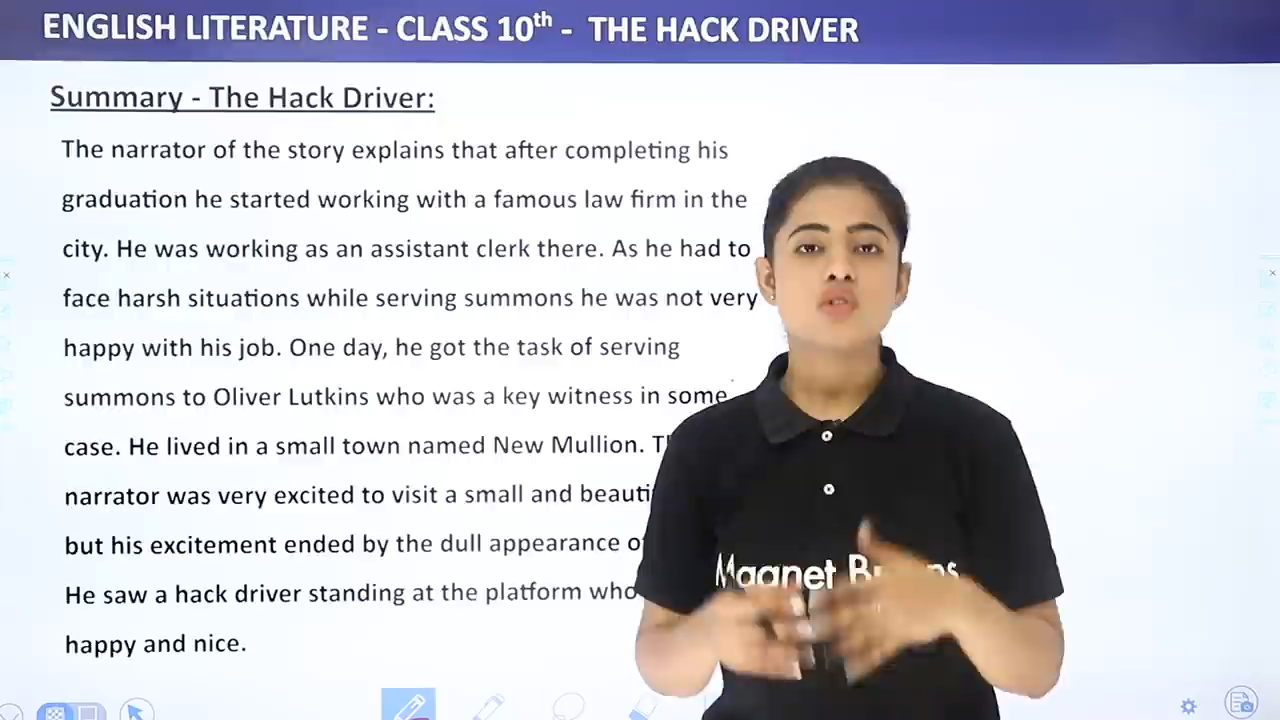 ENGLISH LITERATURE - CLASS 10th - THE HACK DRIVER
Summary - The Hack Driver:
The narrator of the story explains that after completing his
graduation he started working with a famous law firm in the
city. He was working as an assistant clerk there. As he had to
face harsh situations while serving summons he was not very
happy with his job. One day, he got the task of serving
summons to Oliver Lutkins who was a key witness in some
case. He lived in a small town named New Mullion.
narrator was very excited to visit a small and
but his excitement ended by the dull appearance
He saw a hack driver standing at the platform who
happy and nice.
Magnet